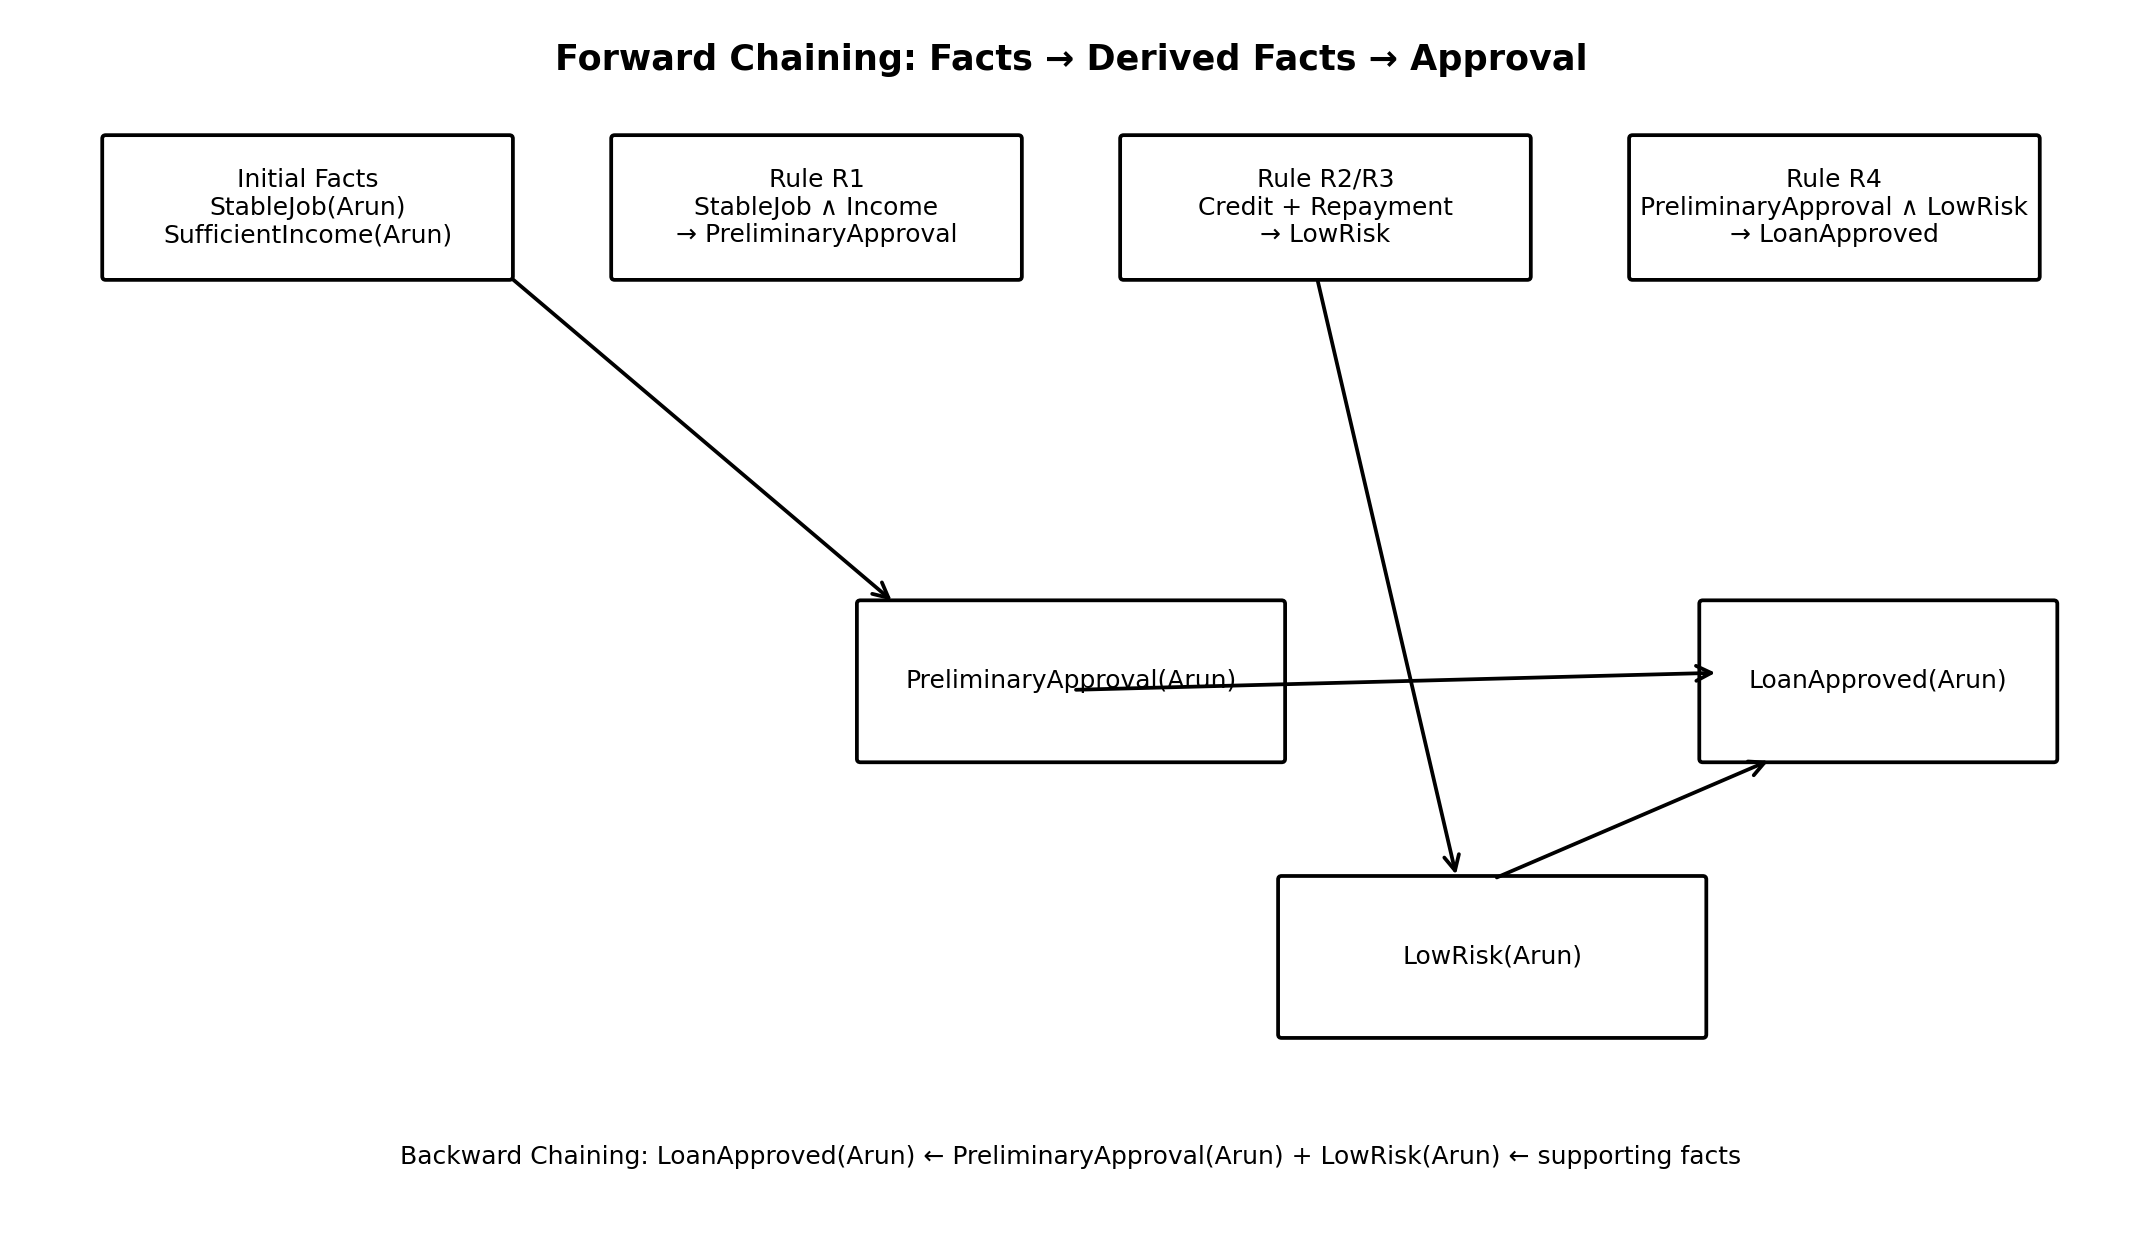 Forward Chaining: Facts → Derived Facts → Approval
Initial Facts
StableJob(Arun)
SufficientIncome(Arun)
Rule R1
StableJob ∧ Income
→ PreliminaryApproval
Rule R2/R3
Credit + Repayment
→ LowRisk
Rule R4
PreliminaryApproval ∧ LowRisk
→ LoanApproved
PreliminaryApproval(Arun)
LoanApproved(Arun)
LowRisk(Arun)
Backward Chaining: LoanApproved(Arun) ← PreliminaryApproval(Arun) + LowRisk(Arun) ← supporting facts